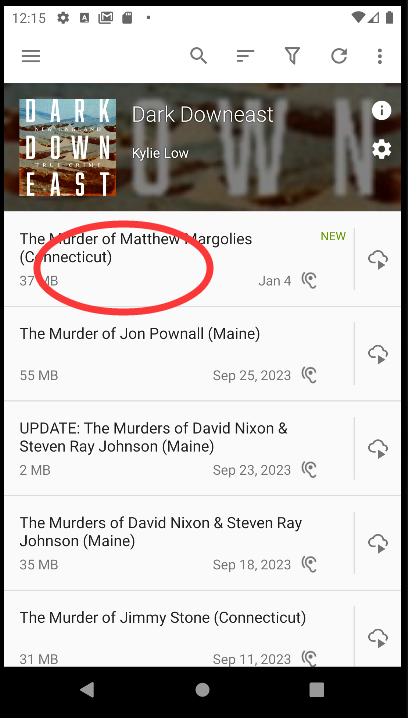 12:15
DARK
NEW ENGLAND
DOWN
TRUE CRIME
EAST
Dark Downeast
Kylie Low
The Murder of Matthew Margolies
(Connecticut)
NEW
37 MB
Jan 4
The Murder of Jon Pownall (Maine)
55 MB
Sep 25, 2023
UPDATE: The Murders of David Nixon &
Steven Ray Johnson (Maine)
2 MB
Sep 23, 2023
The Murders of David Nixon & Steven Ray
Johnson (Maine)
35 MB
Sep 18, 2023
The Murder of Jimmy Stone (Connecticut)
31 MB
Sep 11, 2023